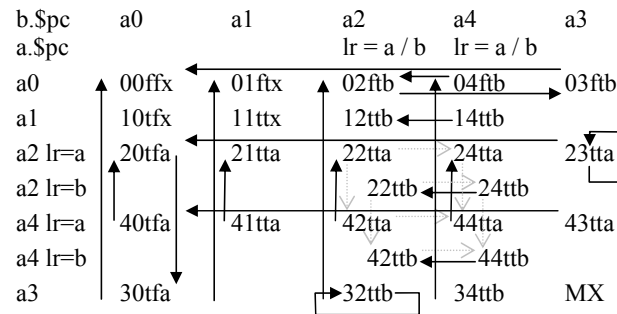 b.$pc a0 a1 a2 a4 a3
a.$pc lr = a / b lr = a / b
a0 00ffx 01ftx 02ftb 04ftb 03ftb
a1 10tfx 11ttx 12ttb 14ttb
a2 lr=a 20tfa 21tta 22tta 24tta 23tta
a2 lr=b 22ttb 24ttb
a4 lr=a 40tfa 41tta 42tta 44tta 43tta
a4 lr=b 42ttb 44ttb
a3 30tfa 32ttb 34ttb MX